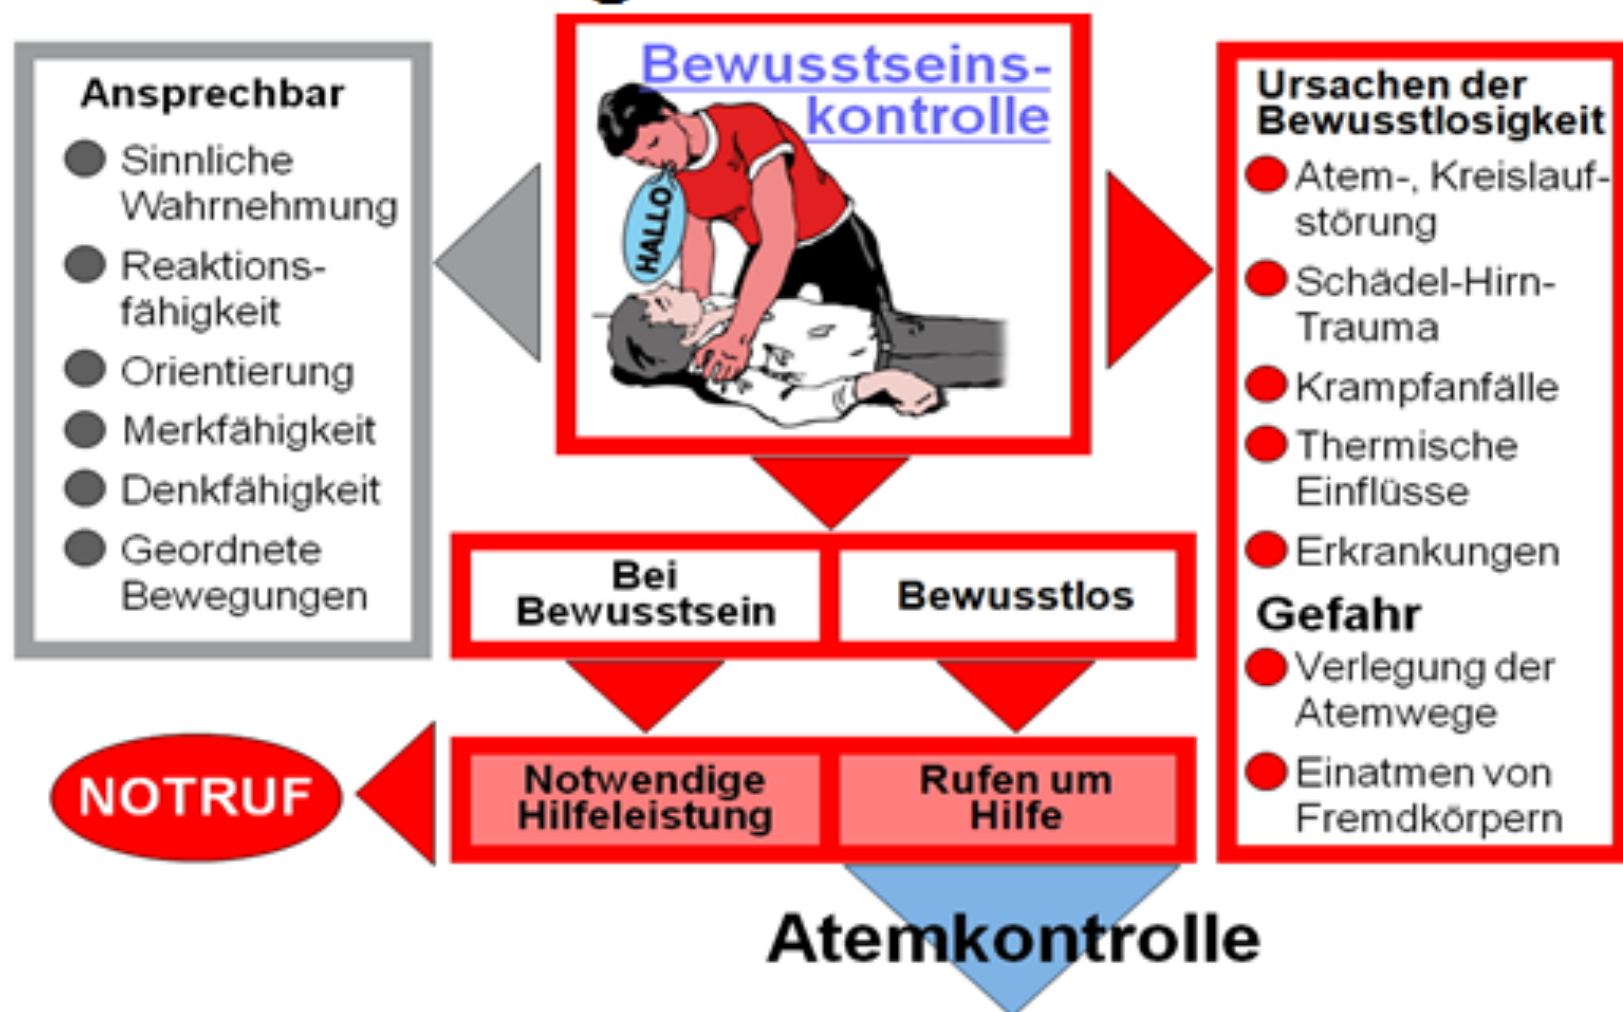 Bewusstseins-
kontrolle
HALLO
Ansprechbar
Sinnliche
Wahrnehmung
Reaktions-
fähigkeit
Orientierung
Merkfähigkeit
Denkfähigkeit
Geordnete
Bewegungen
Ursachen der
Bewusstlosigkeit
Atem-, Kreislauf-
störung
Schädel-Hirn-
Trauma
Krampfanfälle
Thermische
Einflüsse
Erkrankungen
Gefahr
Verlegung der
Atemwege
Einatmen von
Fremdkörpern
Bei
Bewusstsein
Bewusstlos
Notwendige
Hilfeleistung
Rufen um
Hilfe
NOTRUF
Atemkontrolle